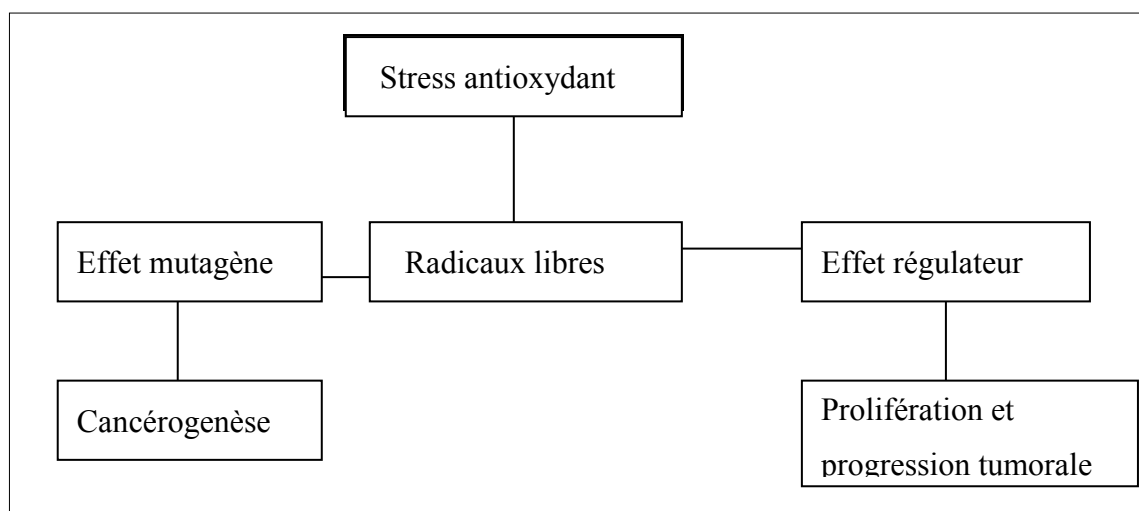 Stress antioxydant
Effet mutagène
Radicaux libres
Effet régulateur
Cancérogenèse
Prolifération et
progression tumorale